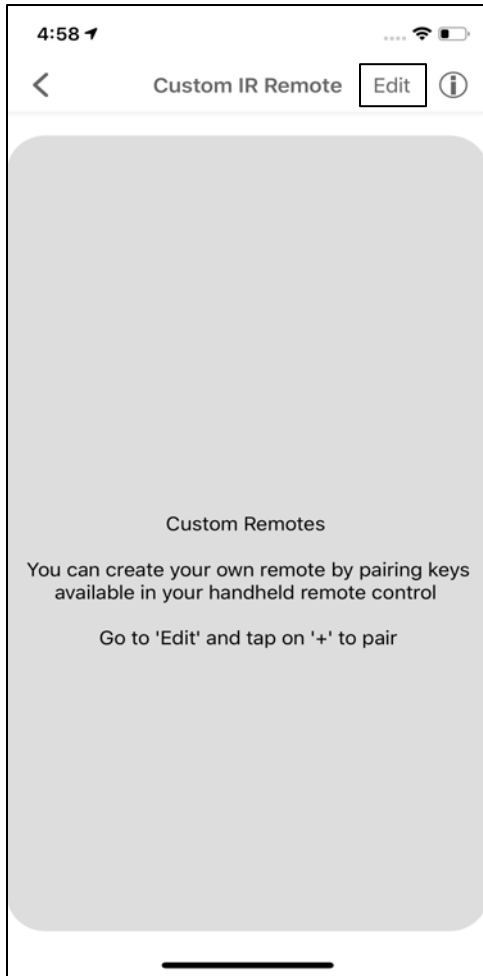 4:58
Custom IR Remote Edit
Custom Remotes
You can create your own remote by pairing keys
available in your handheld remote control
Go to 'Edit' and tap on '+' to pair